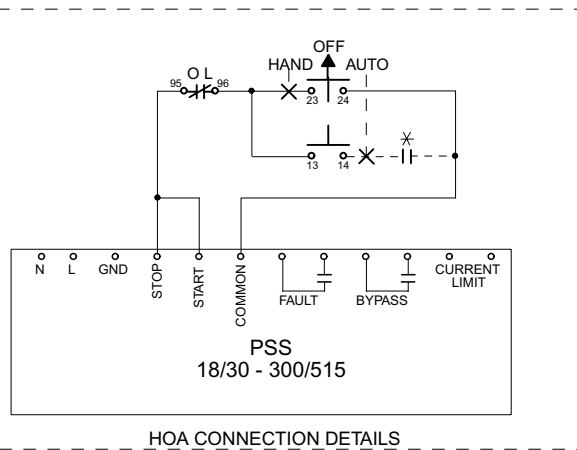 OFF
HAND AUTO
95 O L 96
23 24
13 14
N L GND STOP START COMMON FAULT BYPASS CURRENT
LIMIT
PSS
18/30 - 300/515
HOA CONNECTION DETAILS